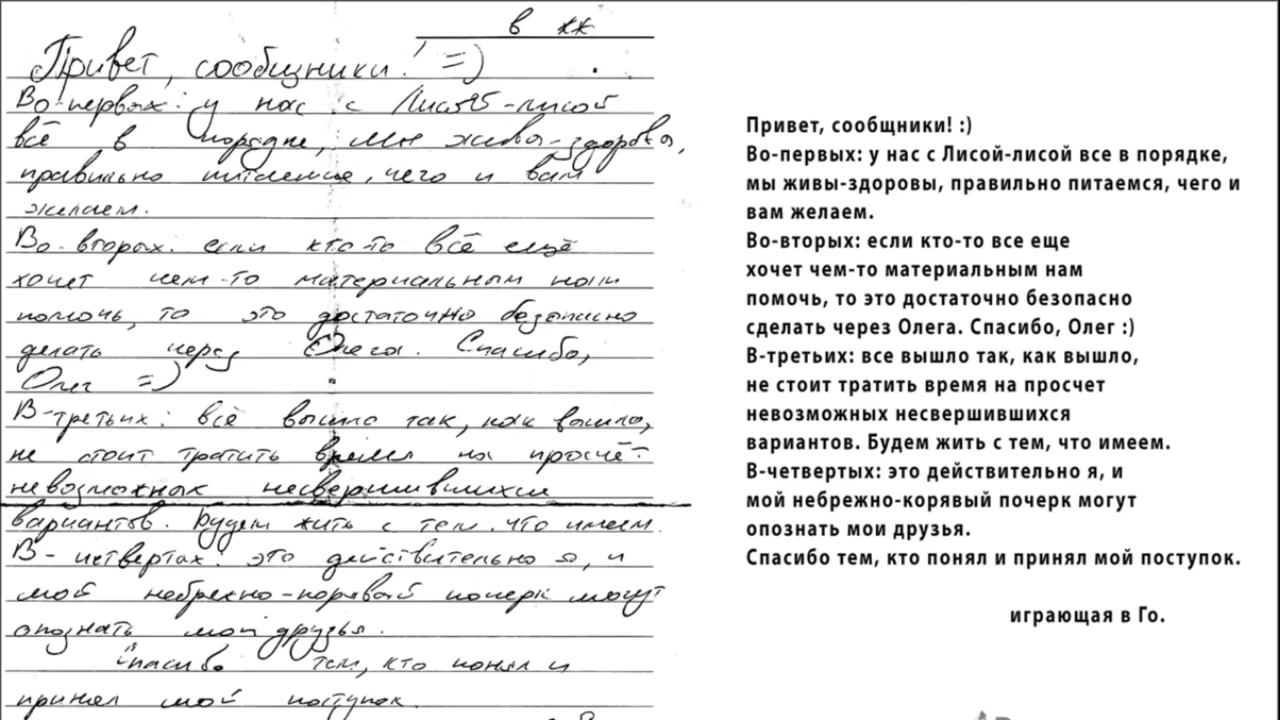 в кк
Привет, сообщники! =)
Во-первых: у нас с Лисой-лисой
всё в порядке, мы живы-здоровы,
правильно питаемся, чего и вам
желаем.
Во-вторых: если кто-то всё ещё
хочет чем-то материальным нам
помочь, то это достаточно безопасно
делать через Олега. Спасибо,
Олег =)
В-третьих: всё вышло так, как вышло,
не стоит тратить время на просчёт
невозможных несвершившихся
вариантов. Будем жить с тем, что имеем.
В-четвертых: это действительно я, и
мой небрежно-корявый почерк могут
опознать мои друзья.
Спасибо тем, кто понял и
принял мой поступок.
Привет, сообщники! :)
Во-первых: у нас с Лисой-лисой все в порядке,
мы живы-здоровы, правильно питаемся, чего и
вам желаем.
Во-вторых: если кто-то все еще
хочет чем-то материальным нам
помочь, то это достаточно безопасно
сделать через Олега. Спасибо, Олег :)
В-третьих: все вышло так, как вышло,
не стоит тратить время на просчет
невозможных несвершившихся
вариантов. Будем жить с тем, что имеем.
В-четвертых: это действительно я, и
мой небрежно-корявый почерк могут
опознать мои друзья.
Спасибо тем, кто понял и принял мой поступок.
играющая в Го.